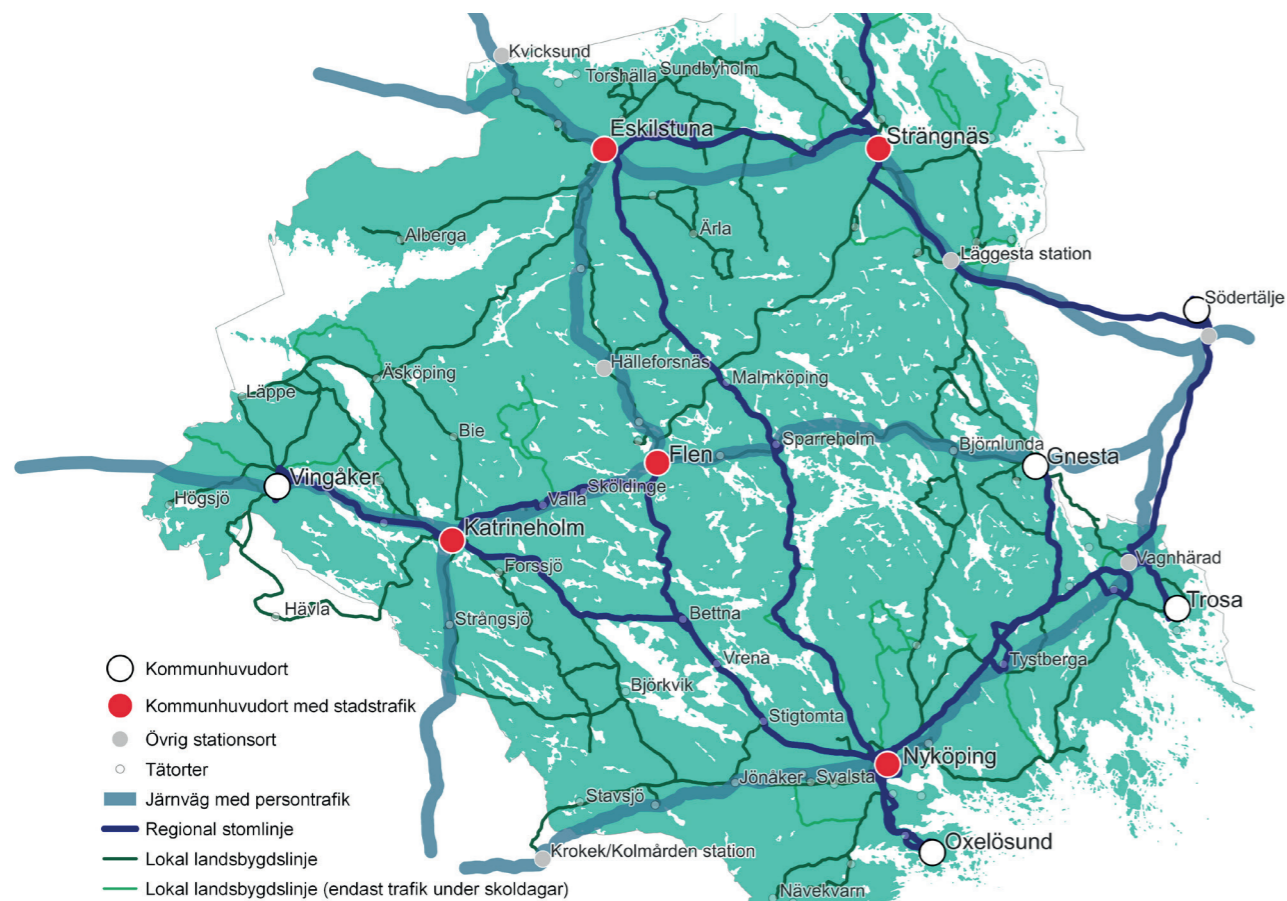 Kvicksund
Torshälla
Sundbyholm
Eskilstuna
Strängnäs
Alberga
Ärla
Läggesta station
Södertälje
Hälleforsnäs
Äsköping
Malmköping
Läppe
Bie
Sparreholm
Björnlunda
Flen
Gnesta
Vingåker
Sköldinge
Högsjö
Valla
Katrineholm
Vagnhärad
Forssjö
Trosa
Hävla
Strångsjö
Bettna
Vrena
Tystberga
Björkvik
Stigtomta
Nyköping
Jönåker
Svalsta
Stavsjö
Oxelösund
Krokek/Kolmården station
Nävekvarn
Kommunhuvudort
Kommunhuvudort med stadstrafik
Övrig stationsort
Tätorter
Järnväg med persontrafik
Regional stomlinje
Lokal landsbygdslinje
Lokal landsbygdslinje (endast trafik under skoldagar)